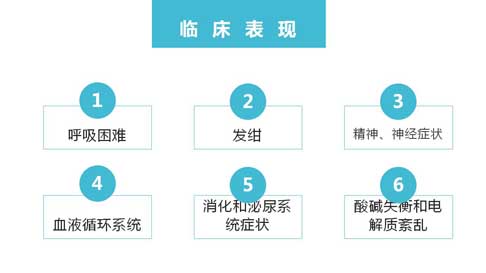 临床表现
1
呼吸困难
2
发绀
3
精神、神经症状
4
血液循环系统
5
消化和泌尿系
统症状
6
酸碱失衡和电
解质紊乱